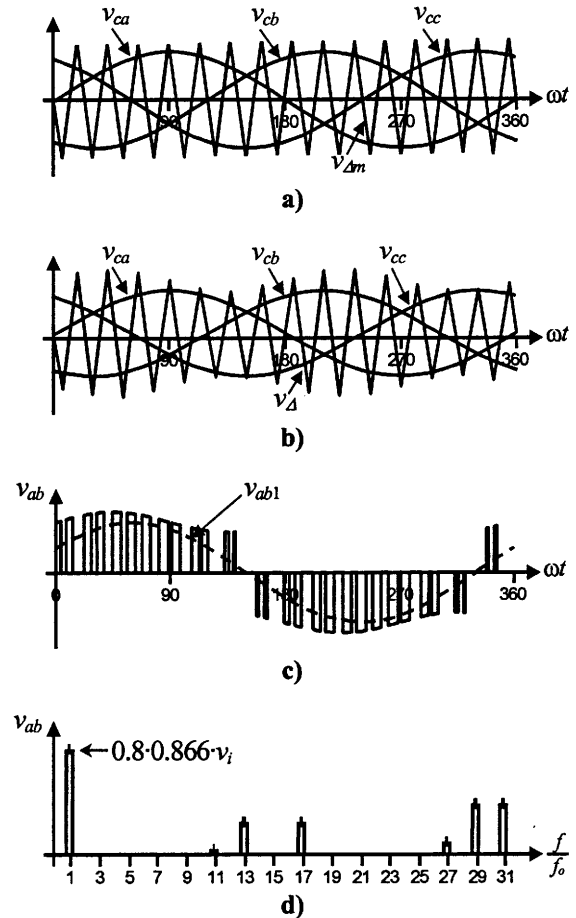 v_ca v_cb v_cc
ωt
90 180 270 360
v_Δm
a)
v_ca v_cb v_cc
ωt
90 180 270 360
v_Δ
b)
v_ab v_ab1
ωt
0 90 180 270 360
c)
v_ab
0.8·0.866·v_i
1 3 5 7 9 11 13 15 17 19 21 23 25 27 29 31
f/f_o
d)